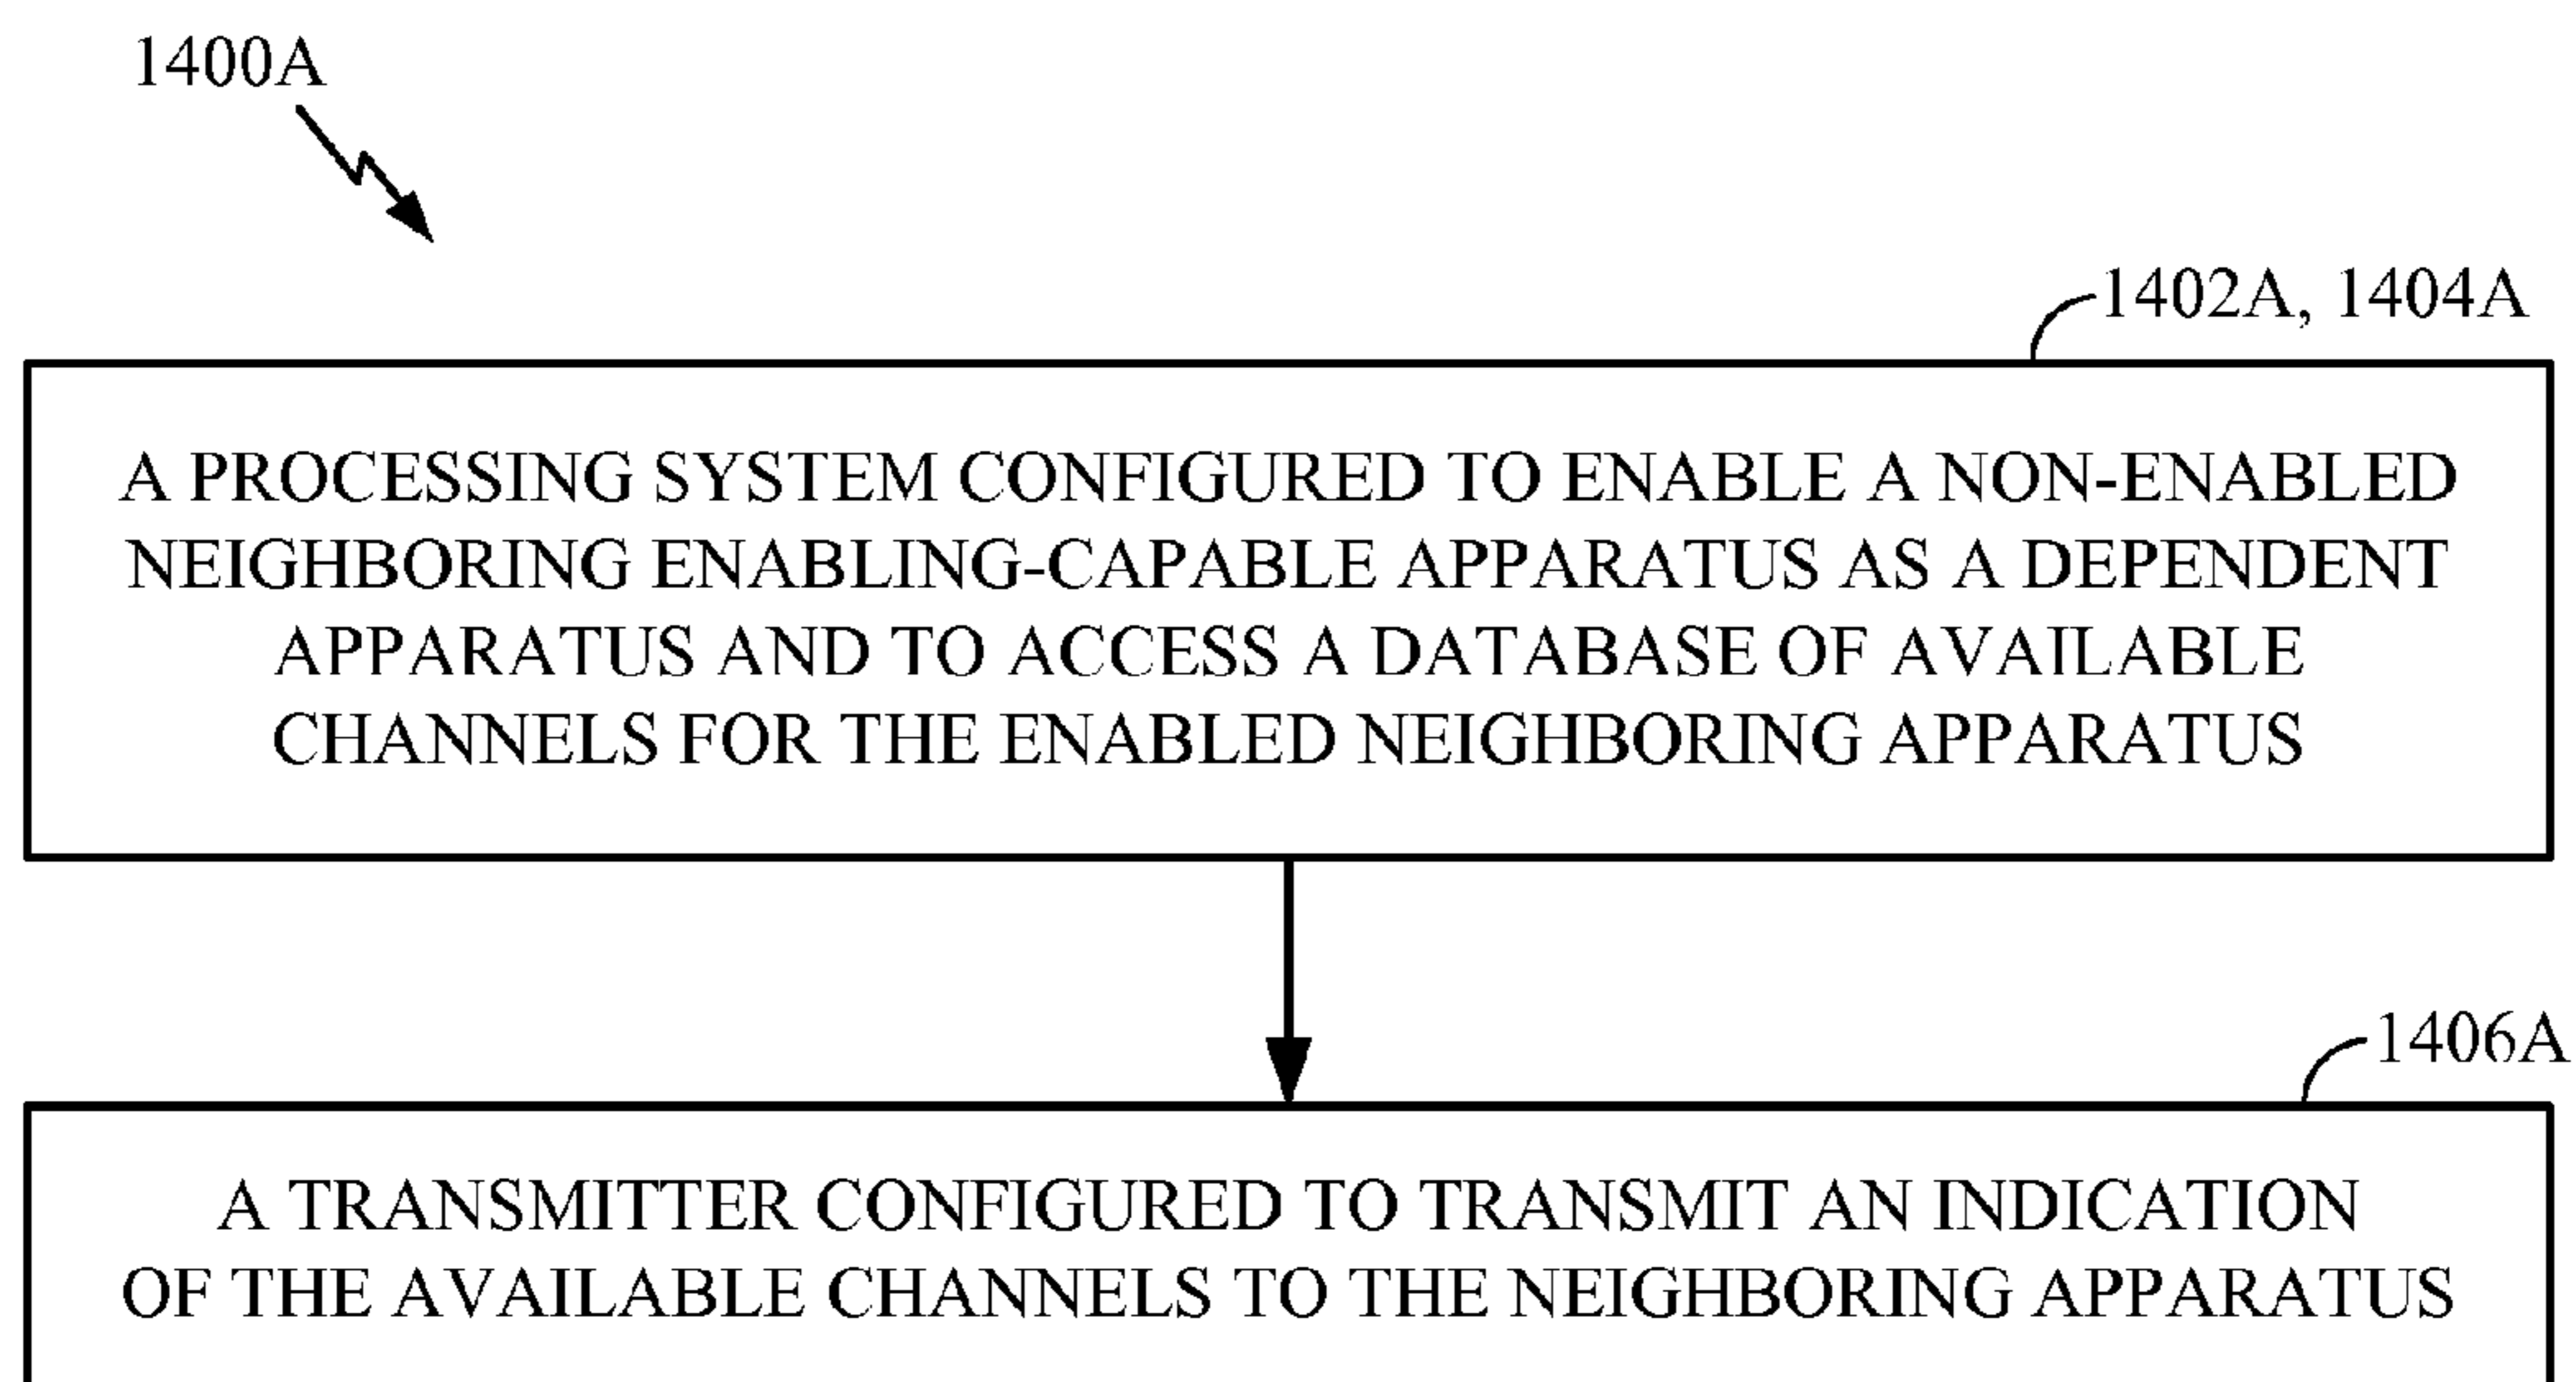 1400A
1402A, 1404A
A PROCESSING SYSTEM CONFIGURED TO ENABLE A NON-ENABLED
NEIGHBORING ENABLING-CAPABLE APPARATUS AS A DEPENDENT
APPARATUS AND TO ACCESS A DATABASE OF AVAILABLE
CHANNELS FOR THE ENABLED NEIGHBORING APPARATUS
1406A
A TRANSMITTER CONFIGURED TO TRANSMIT AN INDICATION
OF THE AVAILABLE CHANNELS TO THE NEIGHBORING APPARATUS